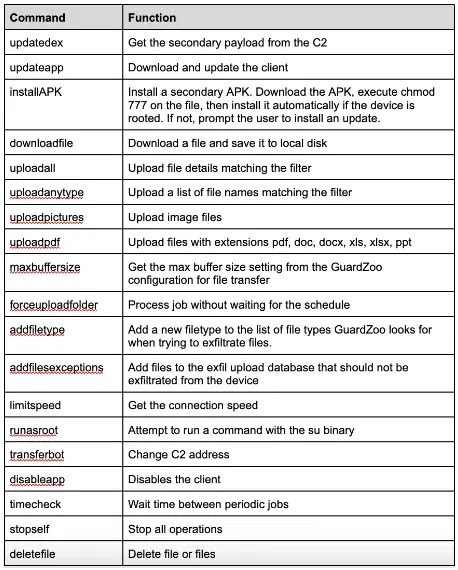 Command Function
updatedex Get the secondary payload from the C2
updateapp Download and update the client
installAPK Install a secondary APK. Download the APK, execute chmod
777 on the file, then install it automatically if the device is
rooted. If not, prompt the user to install an update.
downloadfile Download a file and save it to local disk
uploadall Upload file details matching the filter
uploadanytype Upload a list of file names matching the filter
uploadpictures Upload image files
uploadpdf Upload files with extensions pdf, doc, docx, xls, xlsx, ppt
maxbuffersize Get the max buffer size setting from the GuardZoo
configuration for file transfer
forceuploadfolder Process job without waiting for the schedule
addfiletype Add a new filetype to the list of file types GuardZoo looks for
when trying to exfiltrate files.
addfilesexceptions Add files to the exfil upload database that should not be
exfiltrated from the device
limitspeed Get the connection speed
runasroot Attempt to run a command with the su binary
transferbot Change C2 address
disableapp Disables the client
timecheck Wait time between periodic jobs
stopself Stop all operations
deletefile Delete file or files